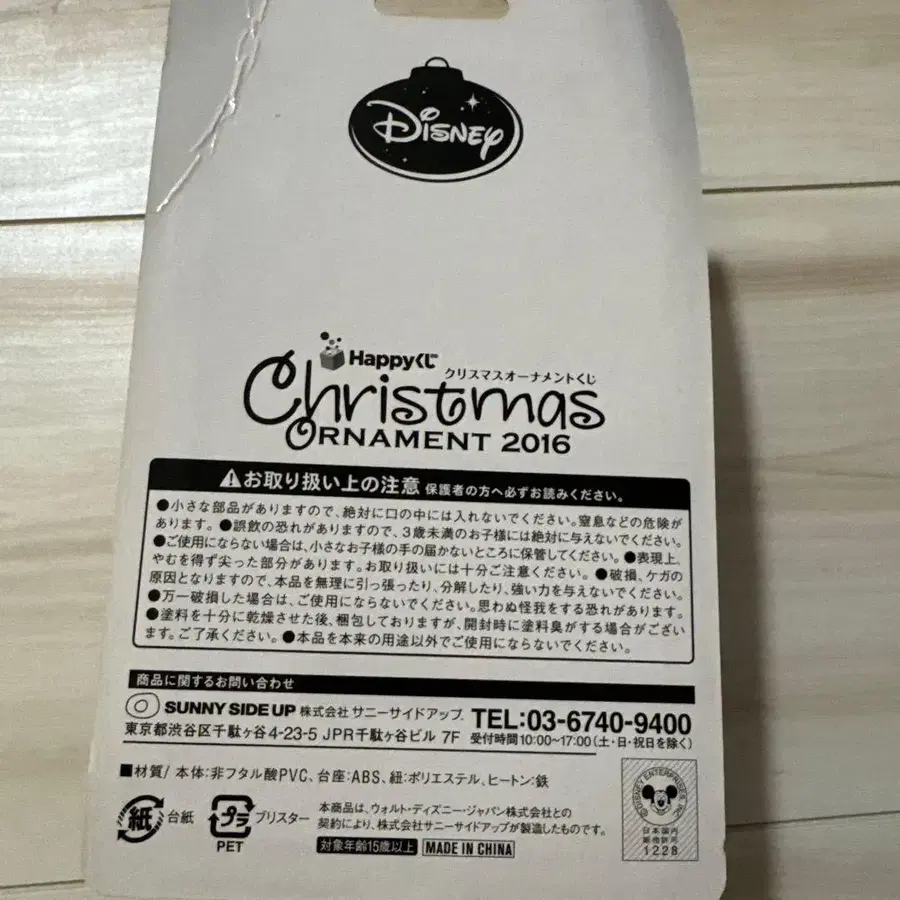 DISNEY
Happyくじ
クリスマスオーナメントくじ
Christmas
ORNAMENT 2016
お取り扱い上の注意 保護者の方へ必ずお読みください。
●小さな部品がありますので、絶対に口の中には入れないでください。窒息などの危険が
あります。●誤飲の恐れがありますので、3歳未満のお子様には絶対に与えないでください。
●ご使用にならない場合は、小さなお子様の手の届かないところに保管してください。●表現上、
やむを得ず尖った部分があります。お取り扱いには十分ご注意ください。●破損、ケガの
原因となりますので、本品を無理に引っ張ったり、分解したり、強い力を与えないでください。
●万一破損した場合は、ご使用にならないでください。思わぬ怪我をする恐れがあります。
●塗料を十分に乾燥させた後、梱包しておりますが、開封時に塗料臭がする場合がござい
ます。ご了承ください。●本品を本来の用途以外でご使用にならないでください。
商品に関するお問い合わせ
SUNNY SIDE UP 株式会社 サニーサイドアップ. TEL:03-6740-9400
東京都渋谷区千駄ヶ谷4-23-5 JPR千駄ヶ谷ビル 7F 受付時間10:00~17:00(土・日・祝日を除く)
■材質/ 本体:非フタル酸PVC、台座:ABS、紐:ポリエステル、ヒートン:鉄
紙 台紙
プラ ブリスター
PET
本商品は、ウォルト・ディズニー・ジャパン株式会社との
契約により、株式会社サニーサイドアップが製造したものです。
対象年齢15歳以上 MADE IN CHINA
©DISNEY ENTERPRISES, INC.
日本国内
販売許可
1228